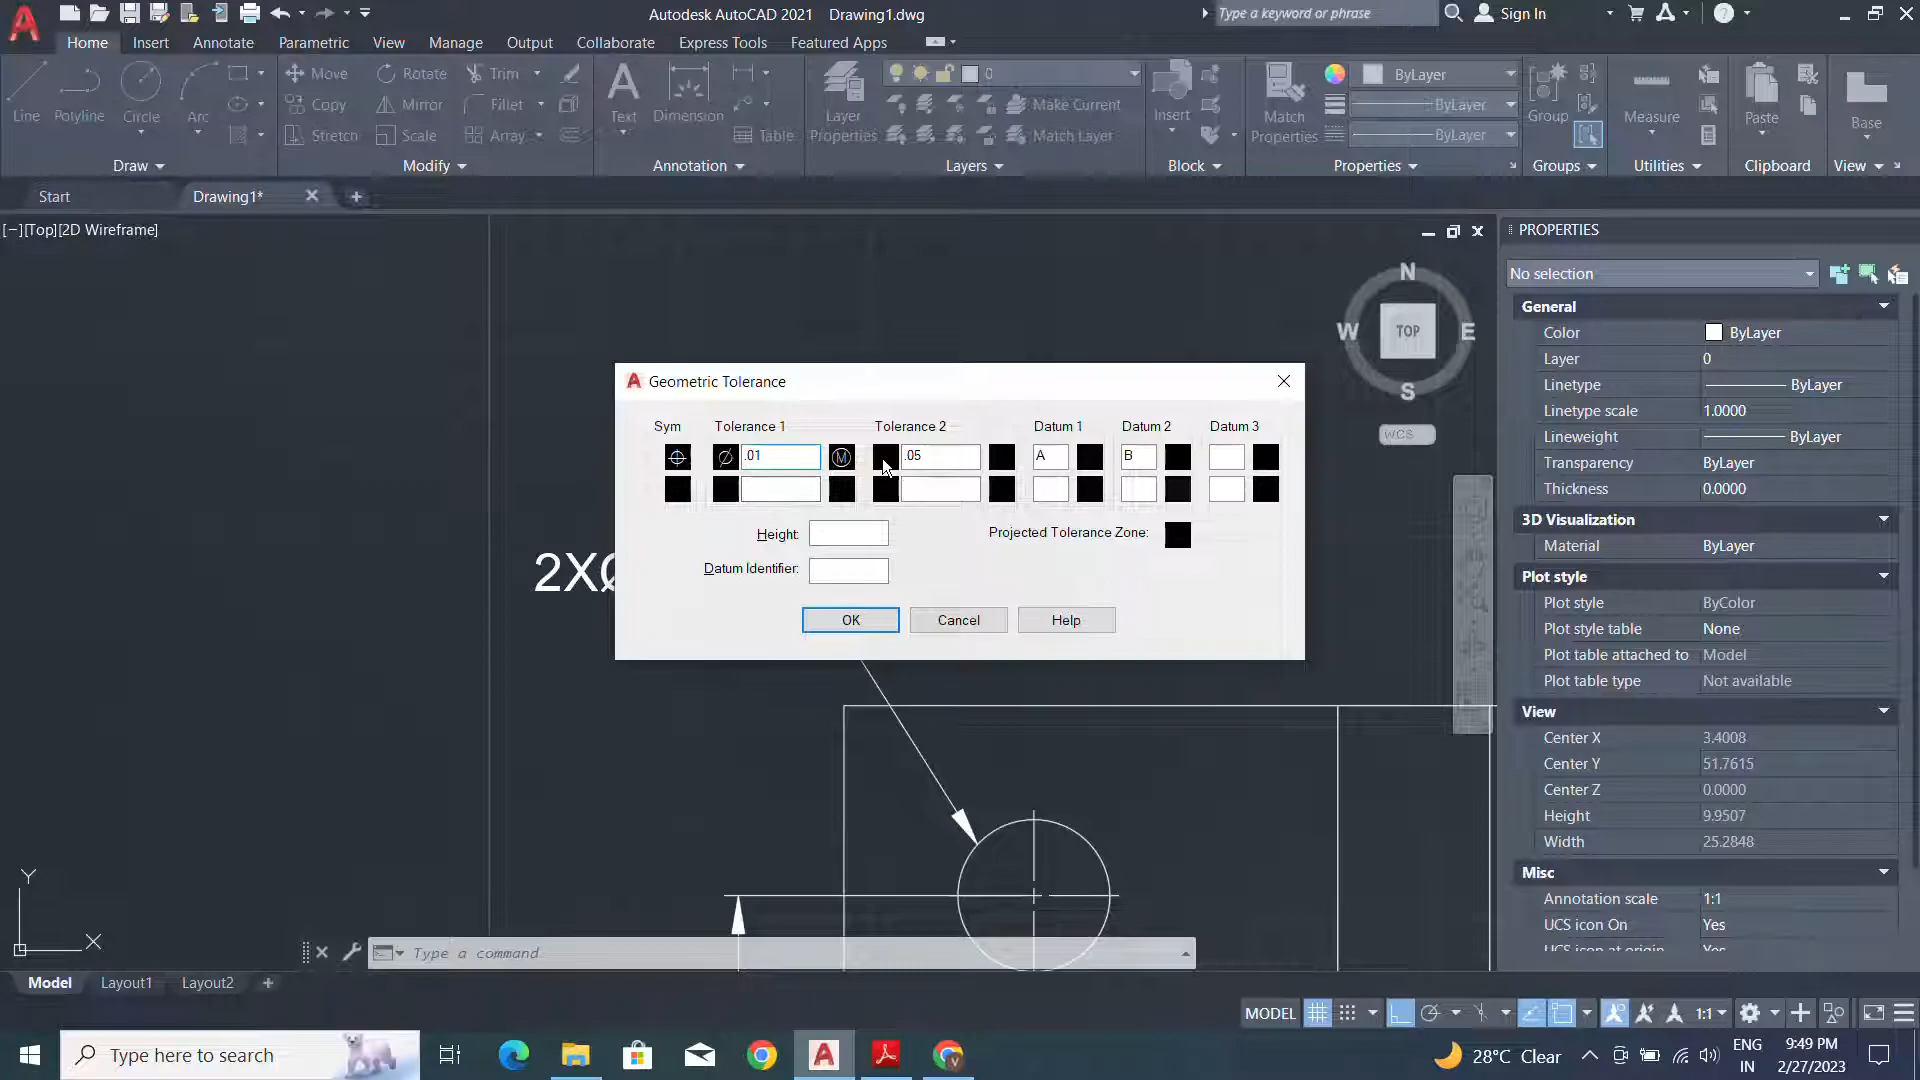 Autodesk AutoCAD 2021 Drawing1.dwg
Type a keyword or phrase
Sign In
Home Insert Annotate Parametric View Manage Output Collaborate Express Tools Featured Apps
Line
Polyline
Circle
Arc
Move Rotate Trim
Copy Mirror Fillet
Stretch Scale Array
Text
Dimension
Table
Layer Properties
0
Make Current
Match Layer
Insert
Match Properties
ByLayer
ByLayer
ByLayer
Group
Measure
Paste
Base
Draw Modify Annotation Layers Block Properties Groups Utilities Clipboard View
Start Drawing1*
[−][Top][2D Wireframe]
N
W TOP E
S
WCS
Geometric Tolerance
Sym Tolerance 1 Tolerance 2 Datum 1 Datum 2 Datum 3
⌖ ∅ .01 Ⓜ .05 A B
Height:
Projected Tolerance Zone:
Datum Identifier:
OK Cancel Help
2X∅
PROPERTIES
No selection
General
Color ByLayer
Layer 0
Linetype ByLayer
Linetype scale 1.0000
Lineweight ByLayer
Transparency ByLayer
Thickness 0.0000
3D Visualization
Material ByLayer
Plot style
Plot style ByColor
Plot style table None
Plot table attached to Model
Plot table type Not available
View
Center X 3.4008
Center Y 51.7615
Center Z 0.0000
Height 9.9507
Width 25.2848
Misc
Annotation scale 1:1
UCS icon On Yes
UCS icon at origin Yes
Y
X
Type a command
Model Layout1 Layout2
MODEL 1:1
Type here to search
28°C Clear
ENG
IN
9:49 PM
2/27/2023